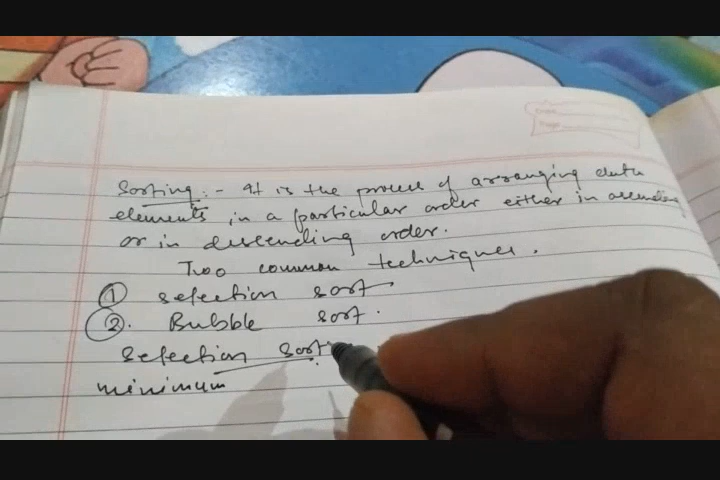 Sorting :- It is the process of arranging data
elements in a particular order either in ascending
or in descending order.
Two common techniques.
① selection sort
②. Bubble sort.
Selection sort
minimum